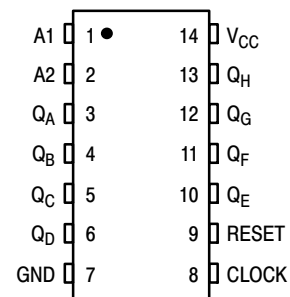 A1 1 14 VCC
A2 2 13 QH
QA 3 12 QG
QB 4 11 QF
QC 5 10 QE
QD 6 9 RESET
GND 7 8 CLOCK